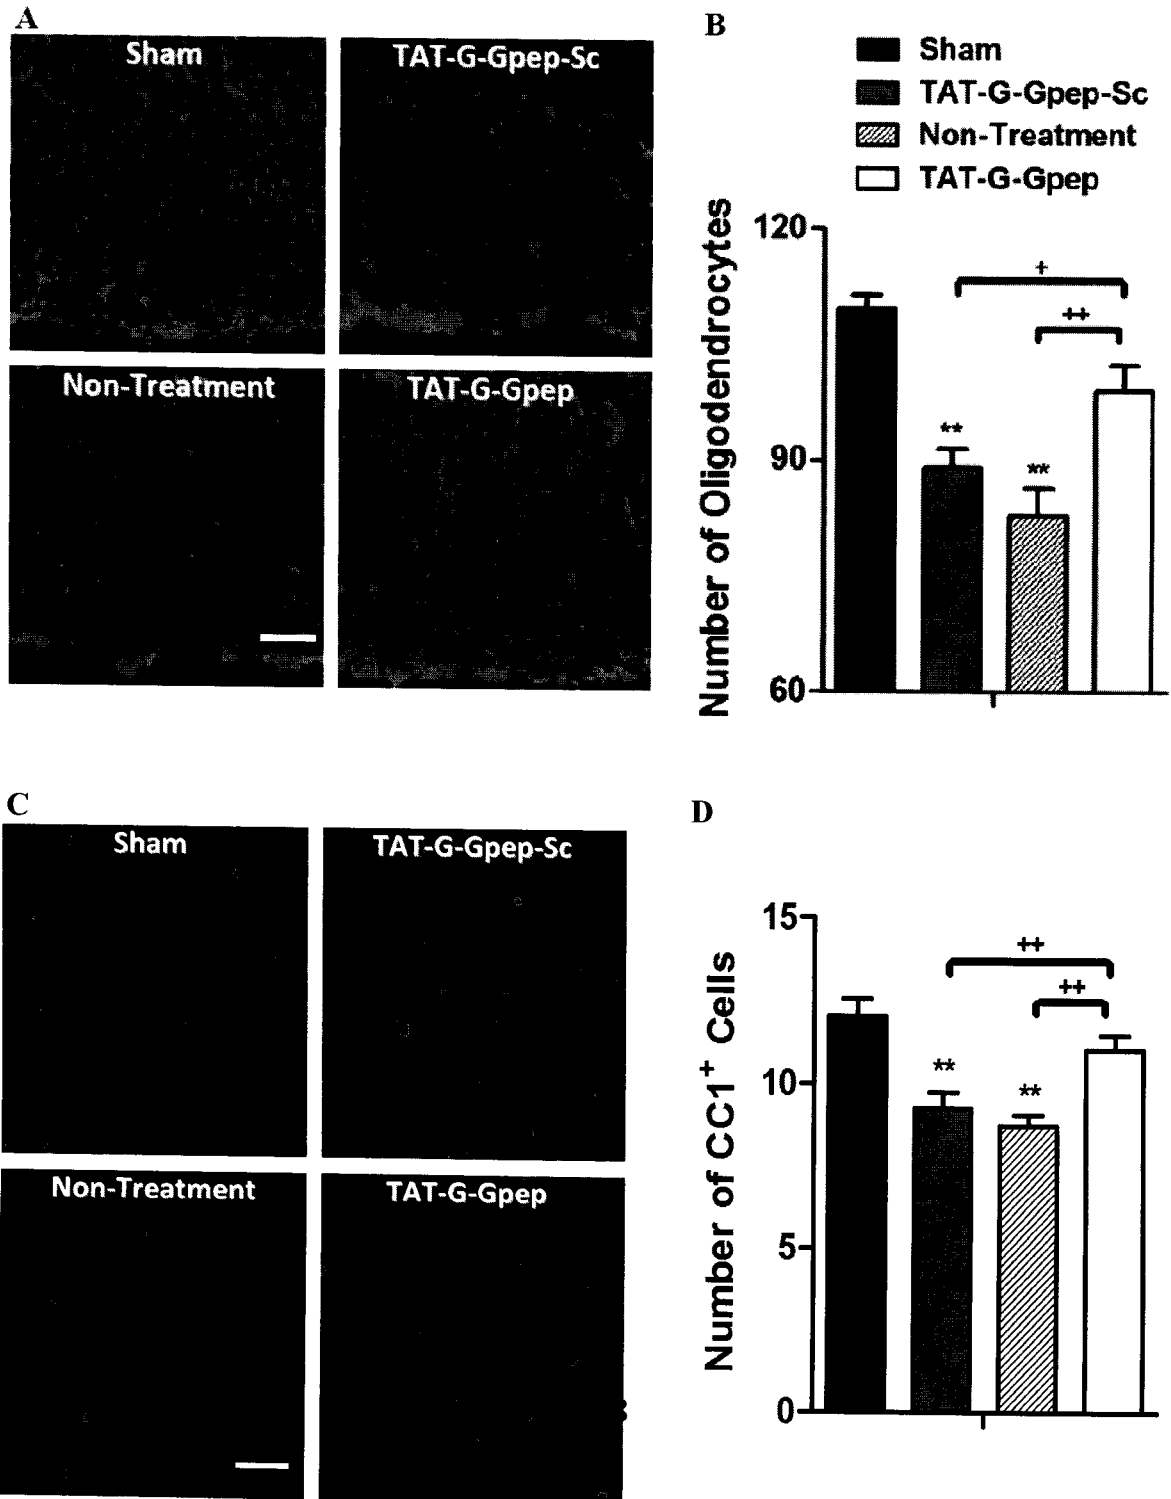 A
Sham
TAT-G-Gpep-Sc
Non-Treatment
TAT-G-Gpep
B
Sham
TAT-G-Gpep-Sc
Non-Treatment
TAT-G-Gpep
Number of Oligodendrocytes
120
90
60
+
++
**
**
C
Sham
TAT-G-Gpep-Sc
Non-Treatment
TAT-G-Gpep
D
Number of CC1⁺ Cells
15
10
5
0
++
++
**
**